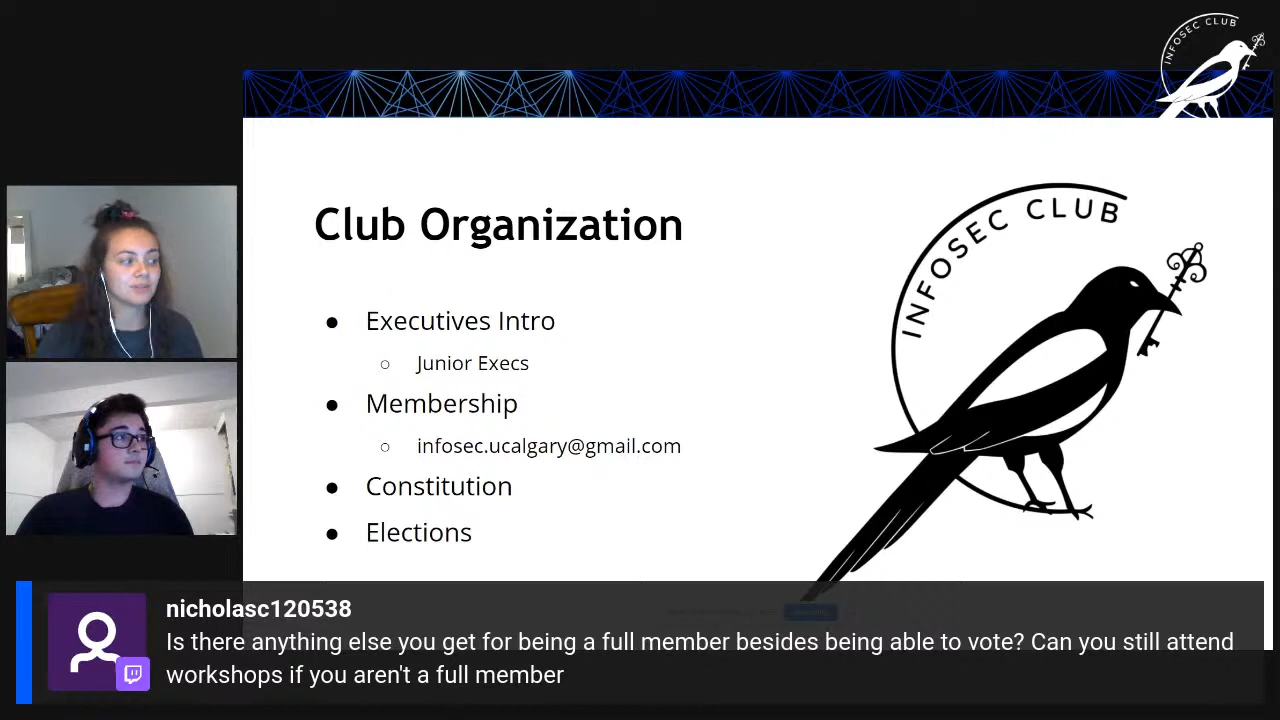 INFOSEC CLUB
Club Organization
INFOSEC CLUB
● Executives Intro
○ Junior Execs
● Membership
○ infosec.ucalgary@gmail.com
● Constitution
● Elections
nicholasc120538
Is there anything else you get for being a full member besides being able to vote? Can you still attend
workshops if you aren't a full member